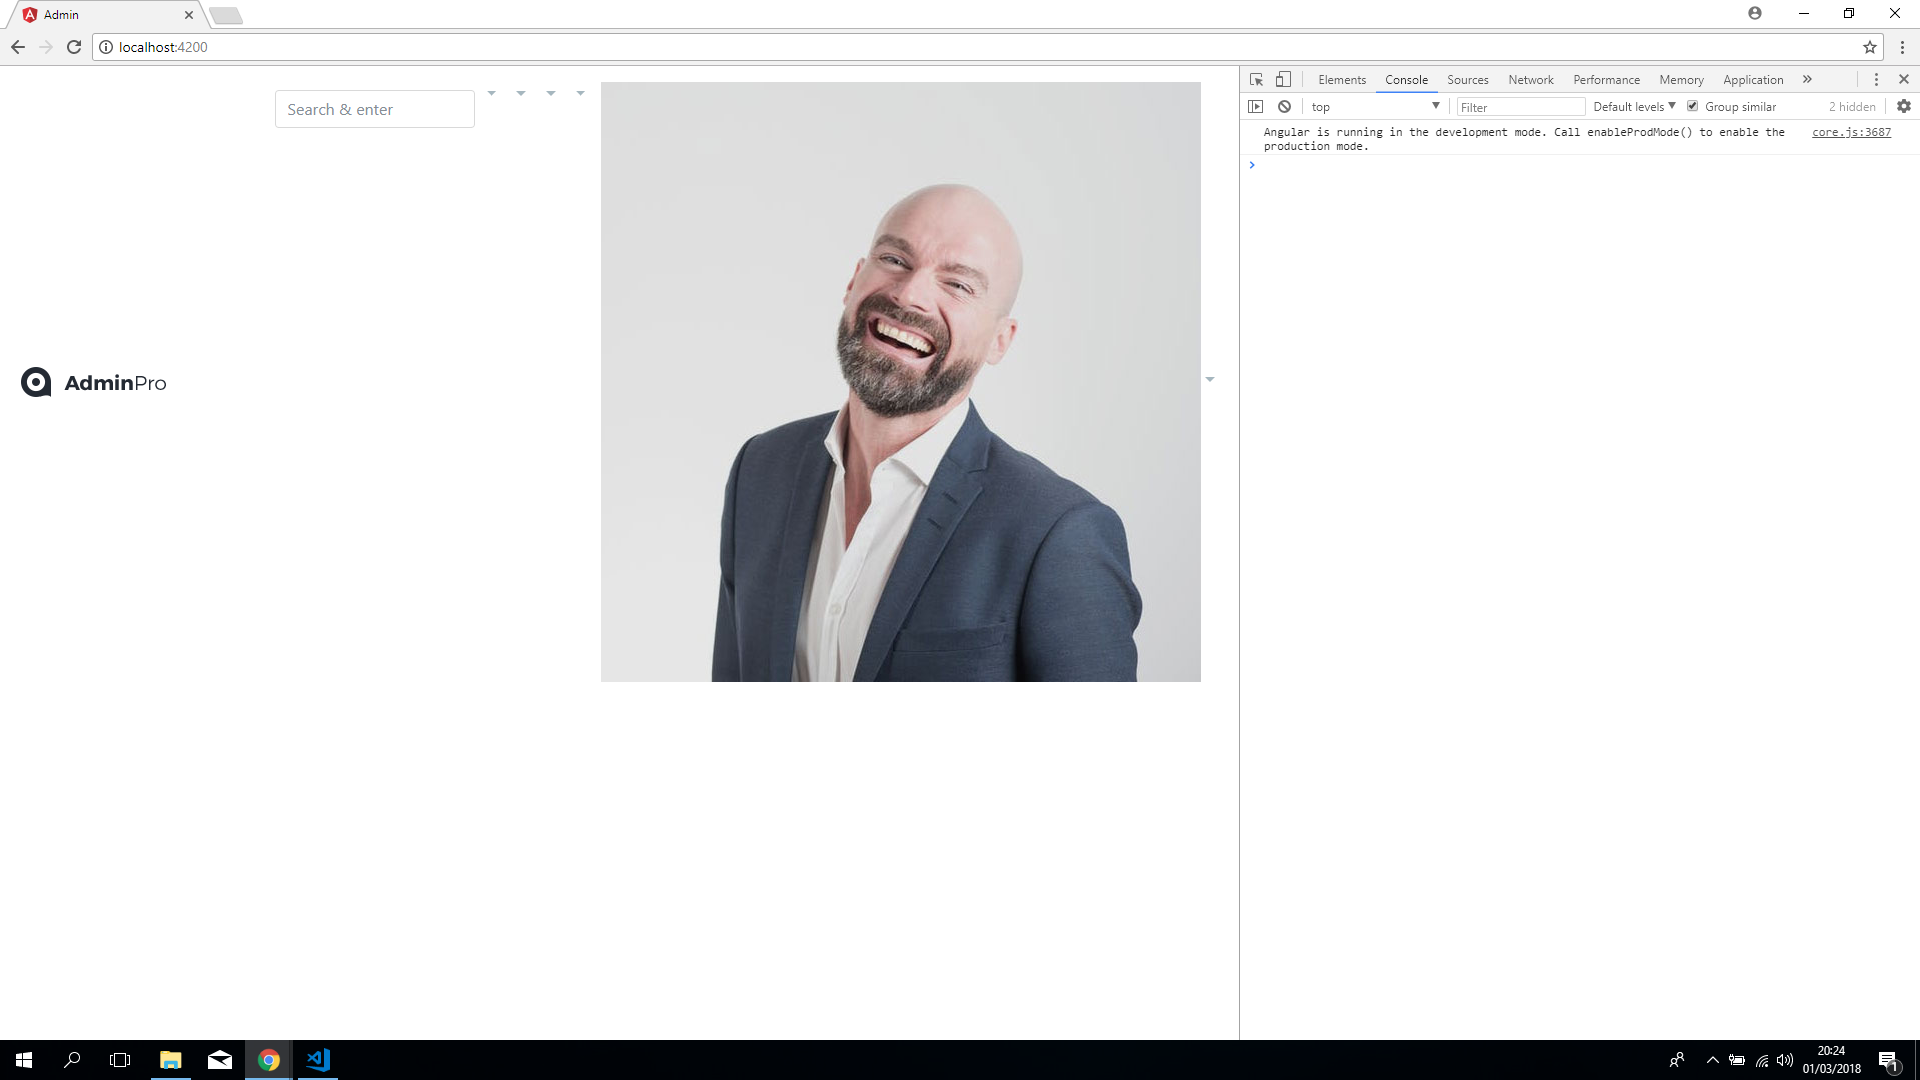 Admin
localhost:4200
Search & enter
AdminPro
Elements Console Sources Network Performance Memory Application
top Filter Default levels Group similar 2 hidden
Angular is running in the development mode. Call enableProdMode() to enable the core.js:3687
production mode.
20:24
01/03/2018
1